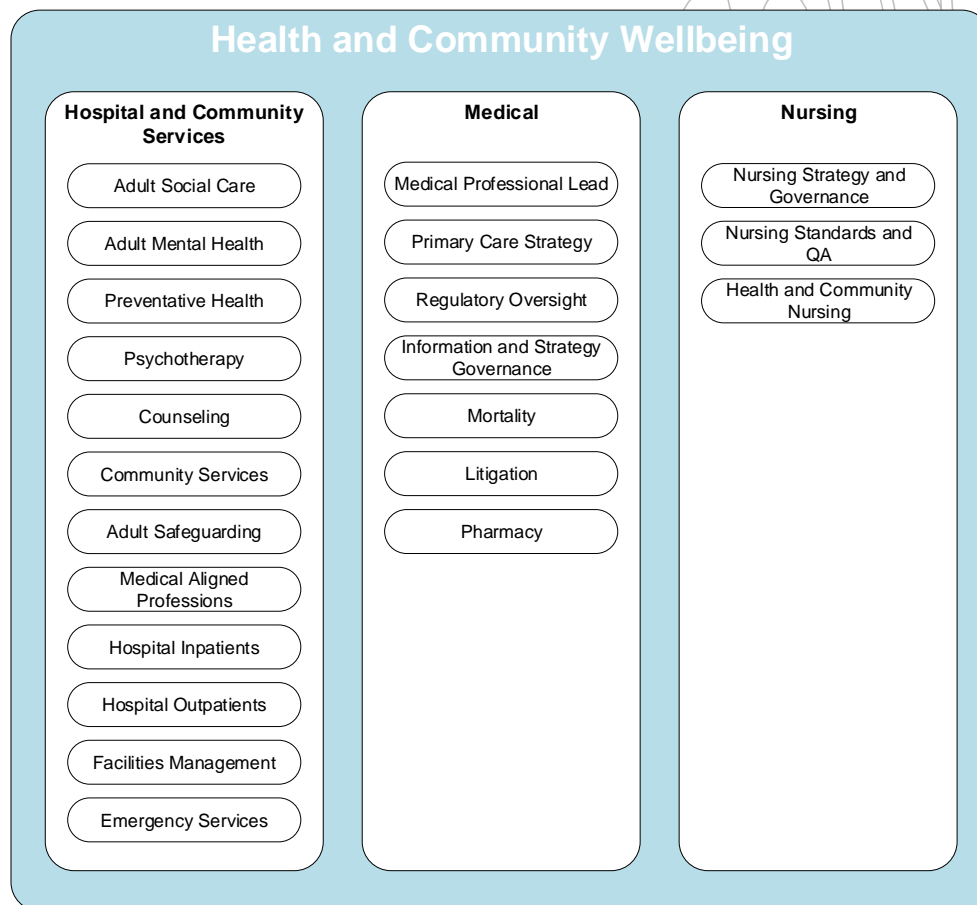 Health and Community Wellbeing
Hospital and Community
Services
Adult Social Care
Adult Mental Health
Preventative Health
Psychotherapy
Counseling
Community Services
Adult Safeguarding
Medical Aligned
Professions
Hospital Inpatients
Hospital Outpatients
Facilities Management
Emergency Services
Medical
Medical Professional Lead
Primary Care Strategy
Regulatory Oversight
Information and Strategy
Governance
Mortality
Litigation
Pharmacy
Nursing
Nursing Strategy and
Governance
Nursing Standards and
QA
Health and Community
Nursing